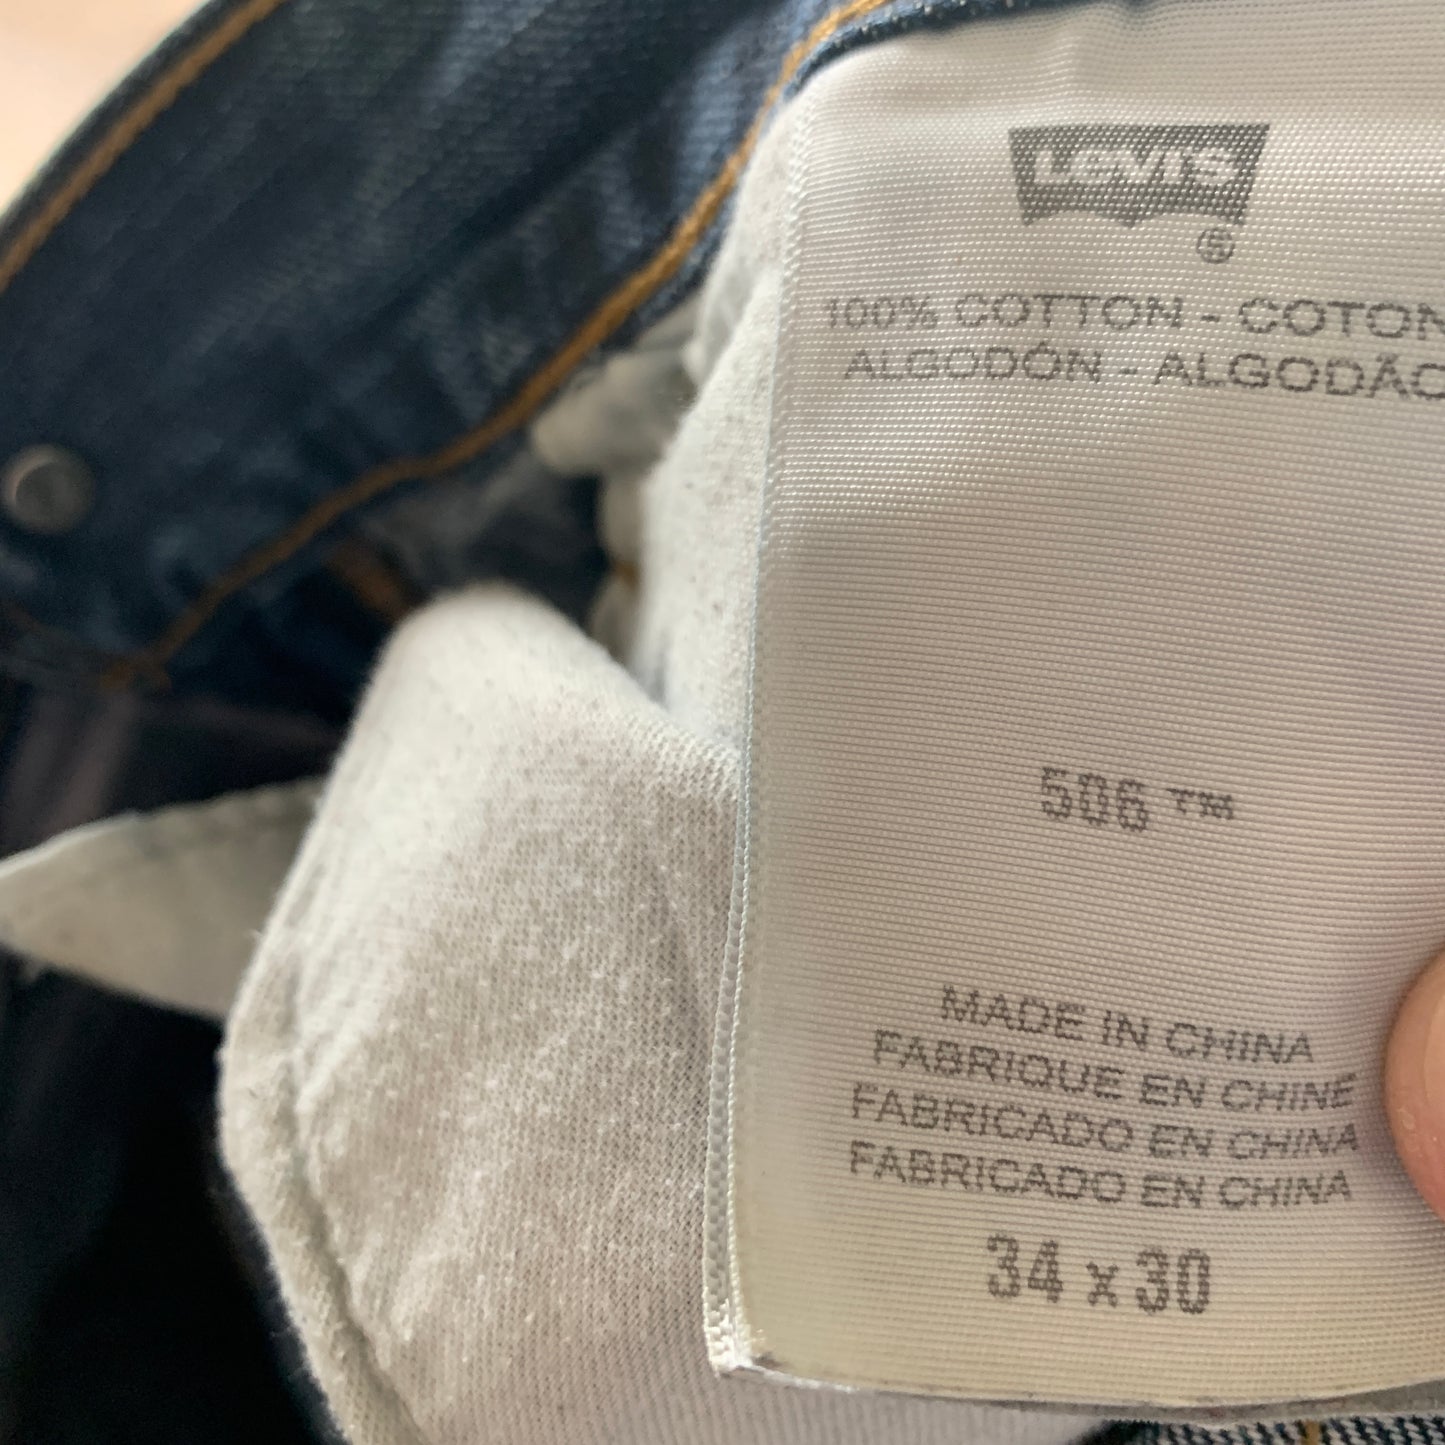 Levi's
®
100% COTTON - COTON
ALGODÓN - ALGODÃO
506™
MADE IN CHINA
FABRIQUE EN CHINE
FABRICADO EN CHINA
FABRICADO EN CHINA
34 x 30